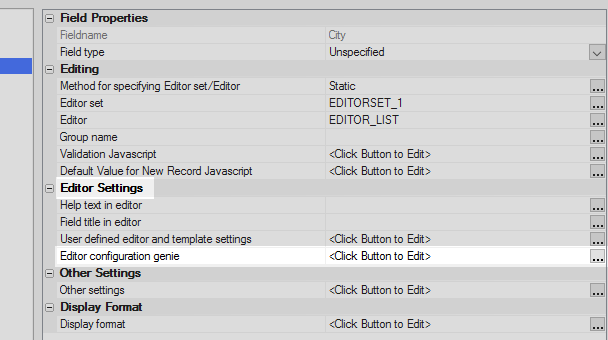 Field Properties
Fieldname City
Field type Unspecified
Editing
Method for specifying Editor set/Editor Static
Editor set EDITORSET_1
Editor EDITOR_LIST
Group name
Validation Javascript <Click Button to Edit>
Default Value for New Record Javascript <Click Button to Edit>
Editor Settings
Help text in editor
Field title in editor
User defined editor and template settings <Click Button to Edit>
Editor configuration genie <Click Button to Edit>
Other Settings
Other settings <Click Button to Edit>
Display Format
Display format <Click Button to Edit>